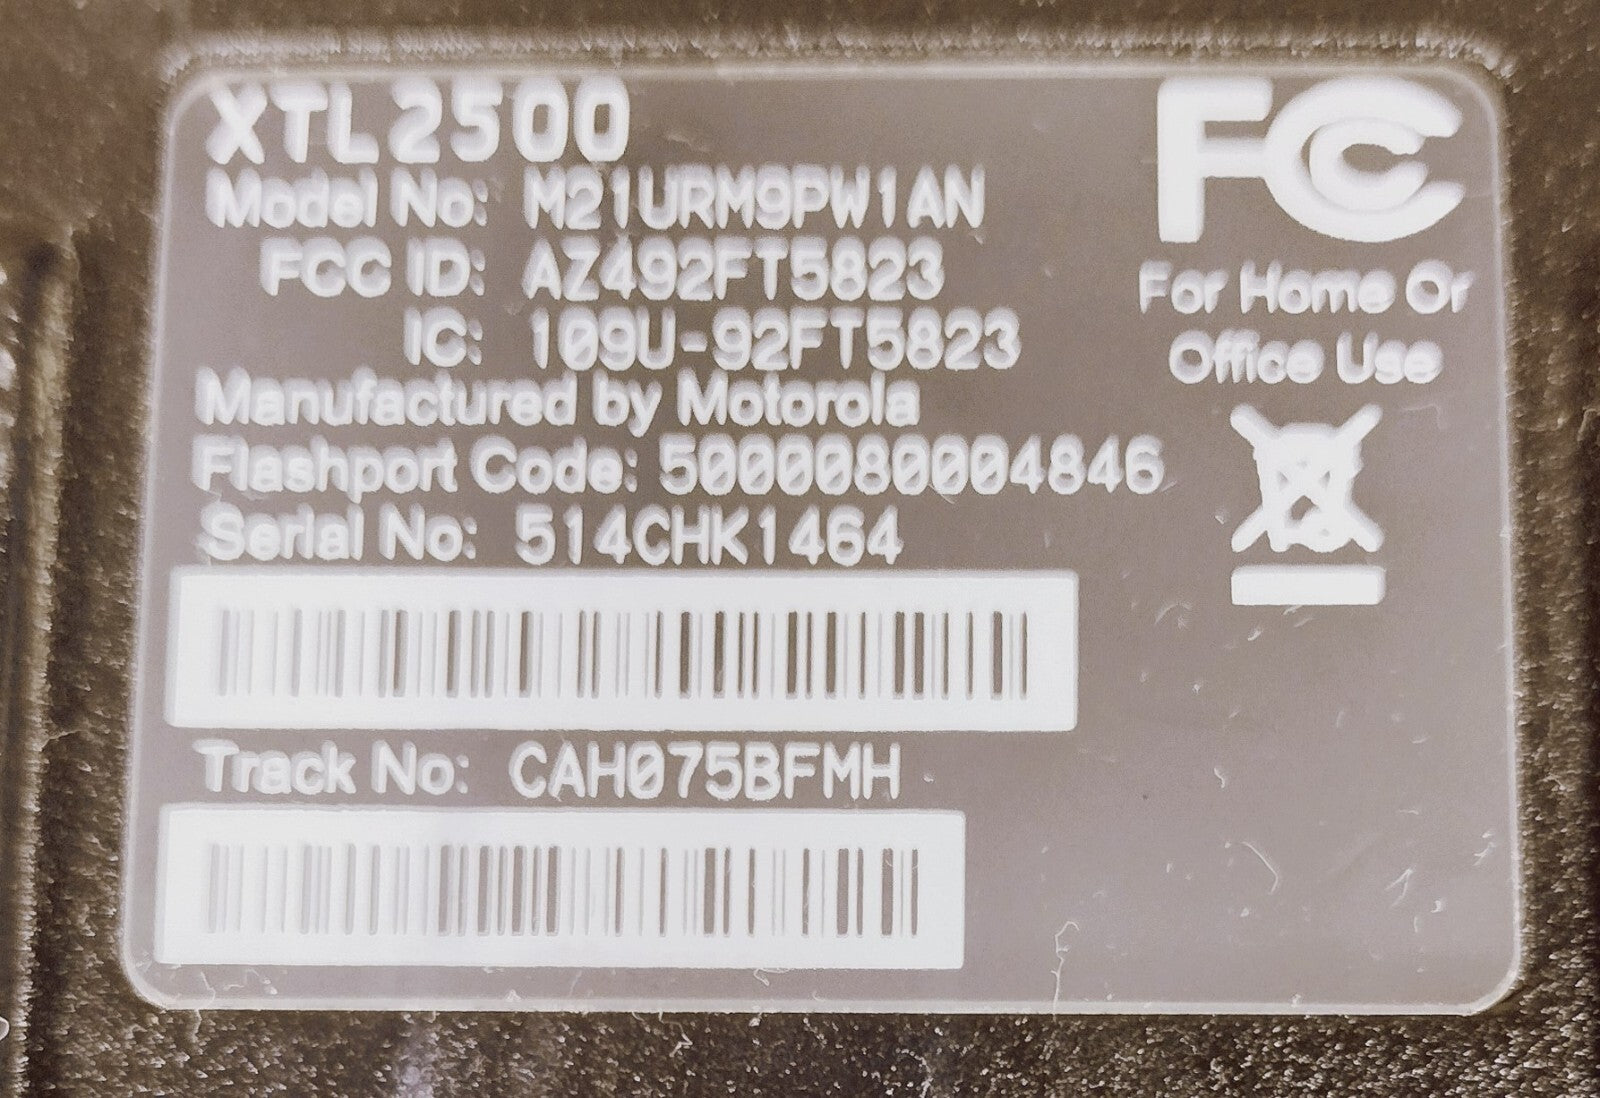 XTL2500
Model No: M21URM9PW1AN
FCC ID: AZ492FT5823
IC: 109U-92FT5823
Manufactured by Motorola
Flashport Code: 5000080004846
Serial No: 514CHK1464
Track No: CAH075BFMH
FC
For Home Or
Office Use